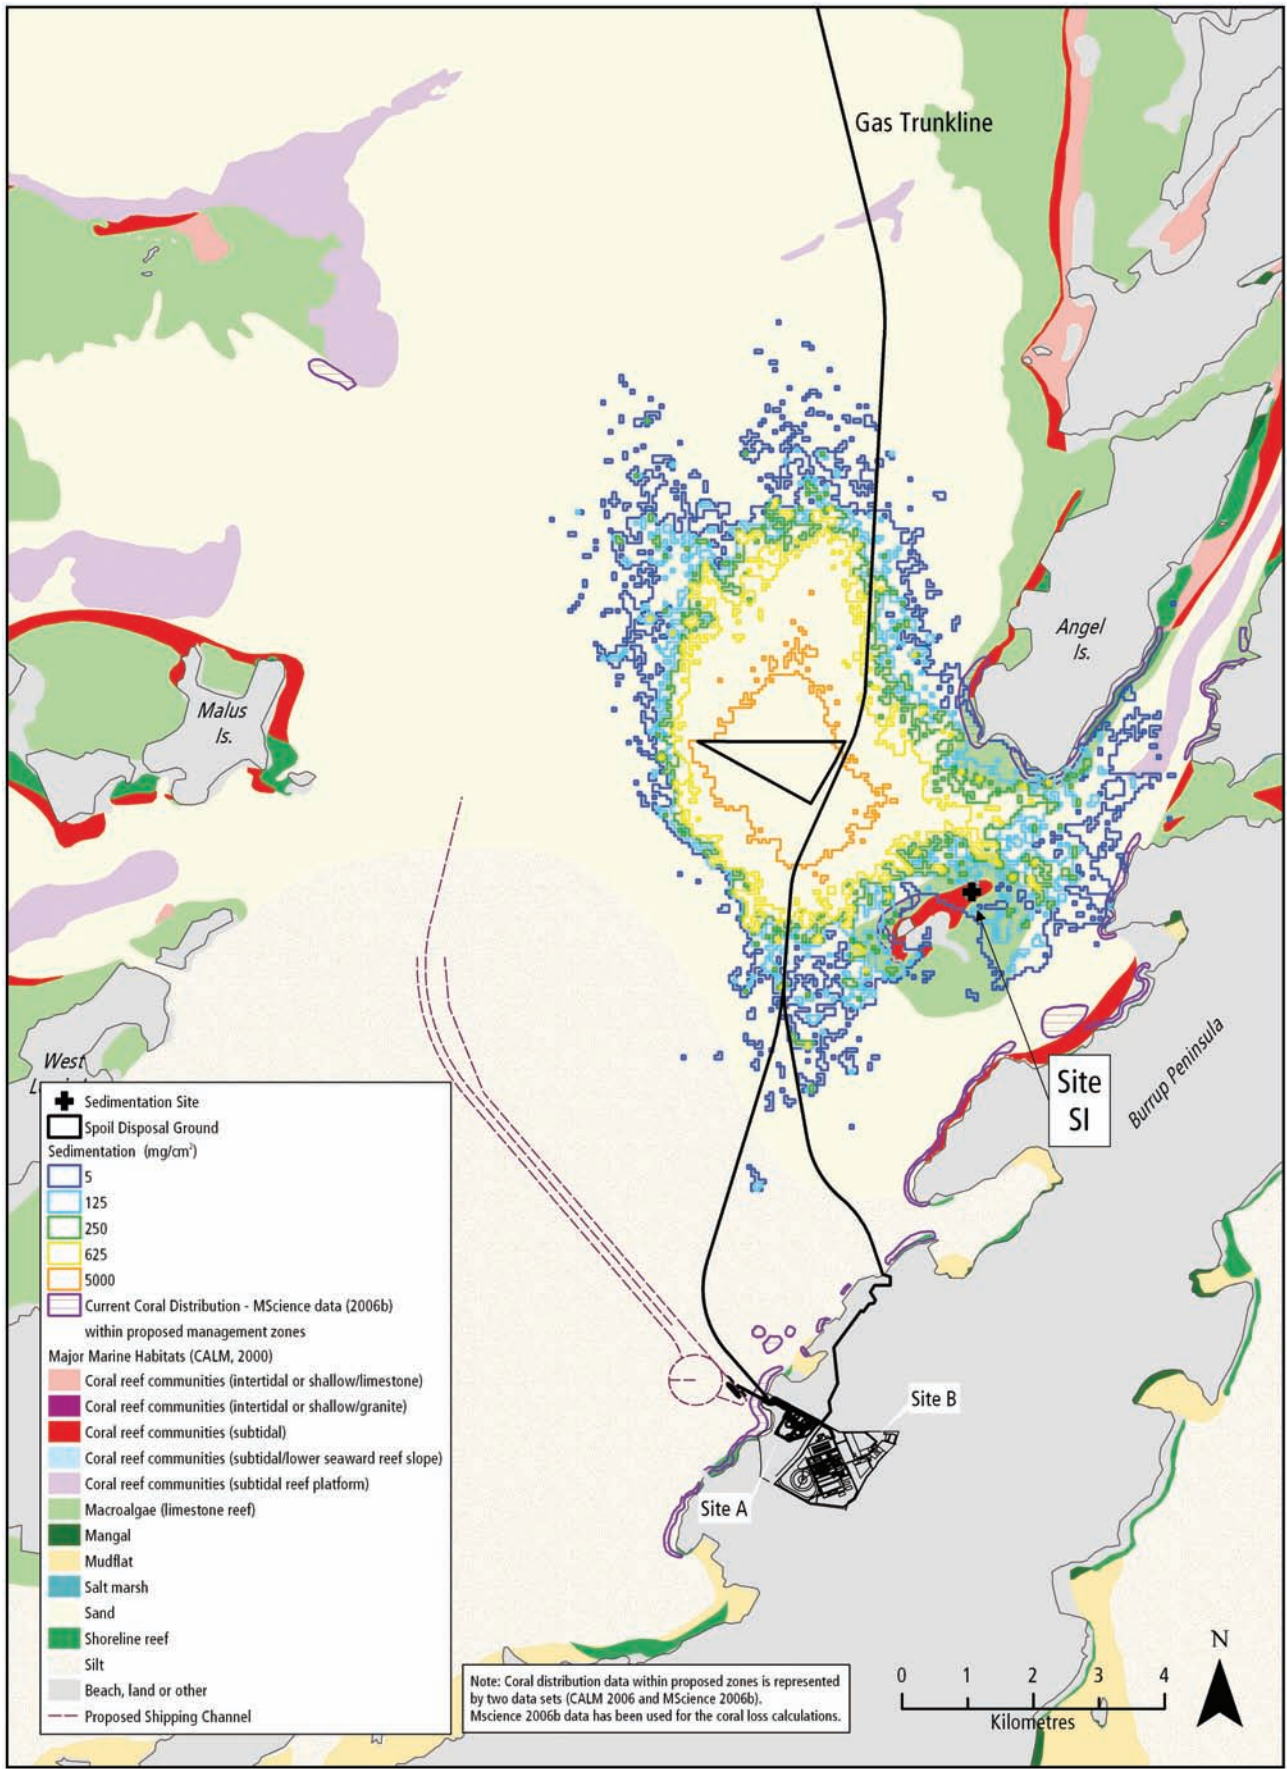 Gas Trunkline
Angel
Is.
Malus
Is.
West
Burrup Peninsula
Site
SI
Site B
Site A
Sedimentation Site
Spoil Disposal Ground
Sedimentation (mg/cm²)
5
125
250
625
5000
Current Coral Distribution - MScience data (2006b)
within proposed management zones
Major Marine Habitats (CALM, 2000)
Coral reef communities (intertidal or shallow/limestone)
Coral reef communities (intertidal or shallow/granite)
Coral reef communities (subtidal)
Coral reef communities (subtidal/lower seaward reef slope)
Coral reef communities (subtidal reef platform)
Macroalgae (limestone reef)
Mangal
Mudflat
Salt marsh
Sand
Shoreline reef
Silt
Beach, land or other
Proposed Shipping Channel
Note: Coral distribution data within proposed zones is represented
by two data sets (CALM 2006 and MScience 2006b).
Mscience 2006b data has been used for the coral loss calculations.
0 1 2 3 4
Kilometres
N